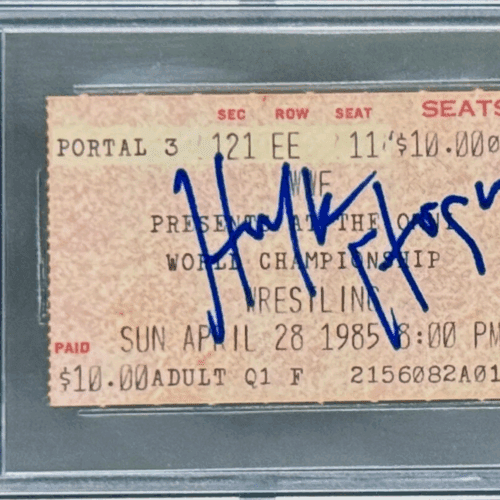 SEC ROW SEAT SEATS
PORTAL 3 121 EE 11 $10.00
WWF
PRESENTS AT THE OMNI
WORLD CHAMPIONSHIP
WRESTLING
Hulk Hogan
PAID SUN APRIL 28 1985 8:00 PM
$10.00 ADULT Q1 F 2156082A01